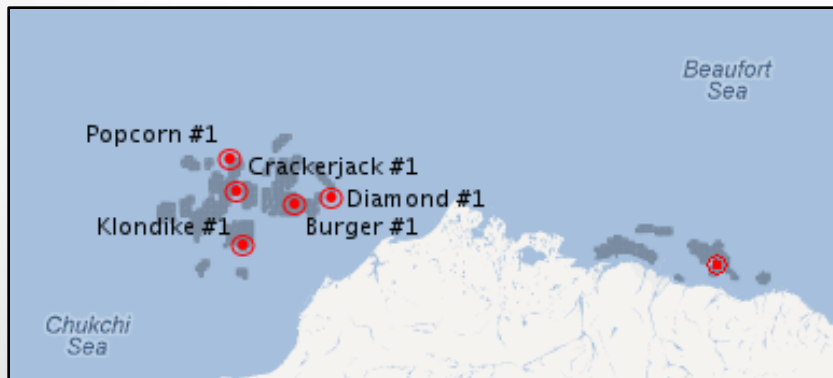 Beaufort
Sea
Popcorn #1
Crackerjack #1
Diamond #1
Klondike #1
Burger #1
Chukchi
Sea